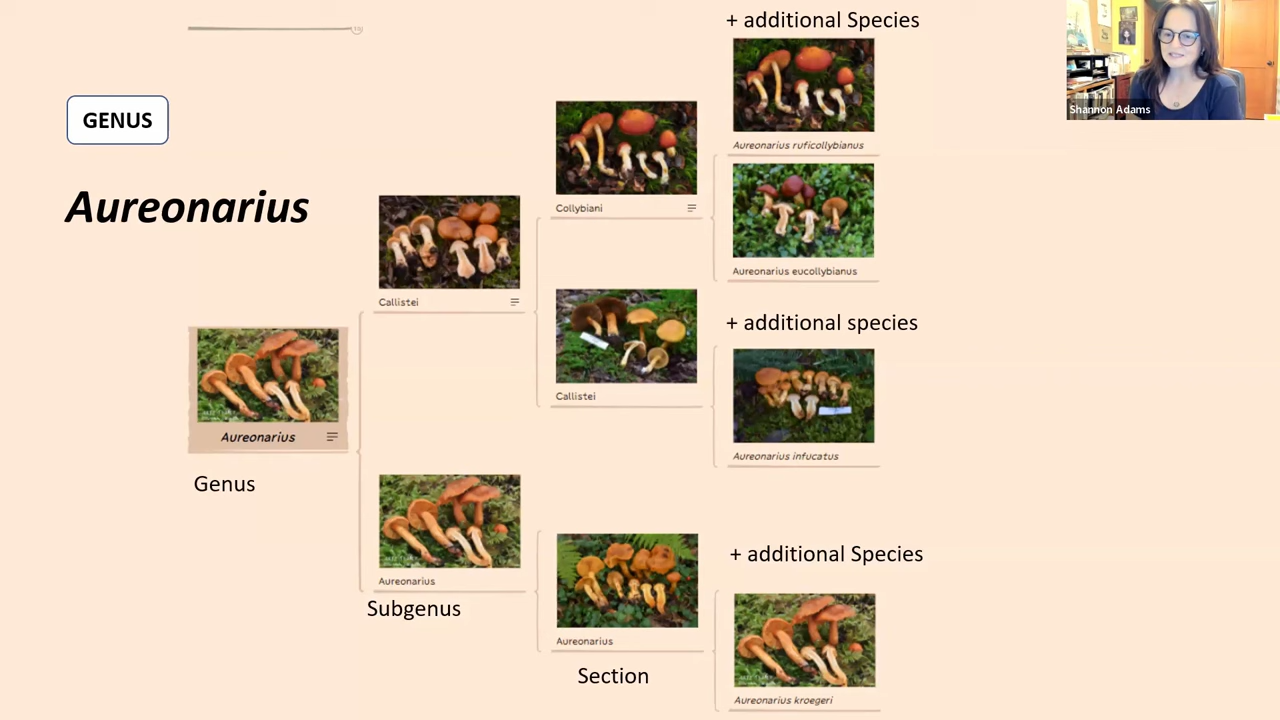 + additional Species
Shannon Adams
GENUS
Aureonarius ruficollybianus
Aureonarius
Collybiani
Aureonarius eucollybianus
Callistei
+ additional species
Callistei
Aureonarius
Aureonarius infucatus
Genus
+ additional Species
Aureonarius
Subgenus
Aureonarius
Section
Aureonarius kroegeri